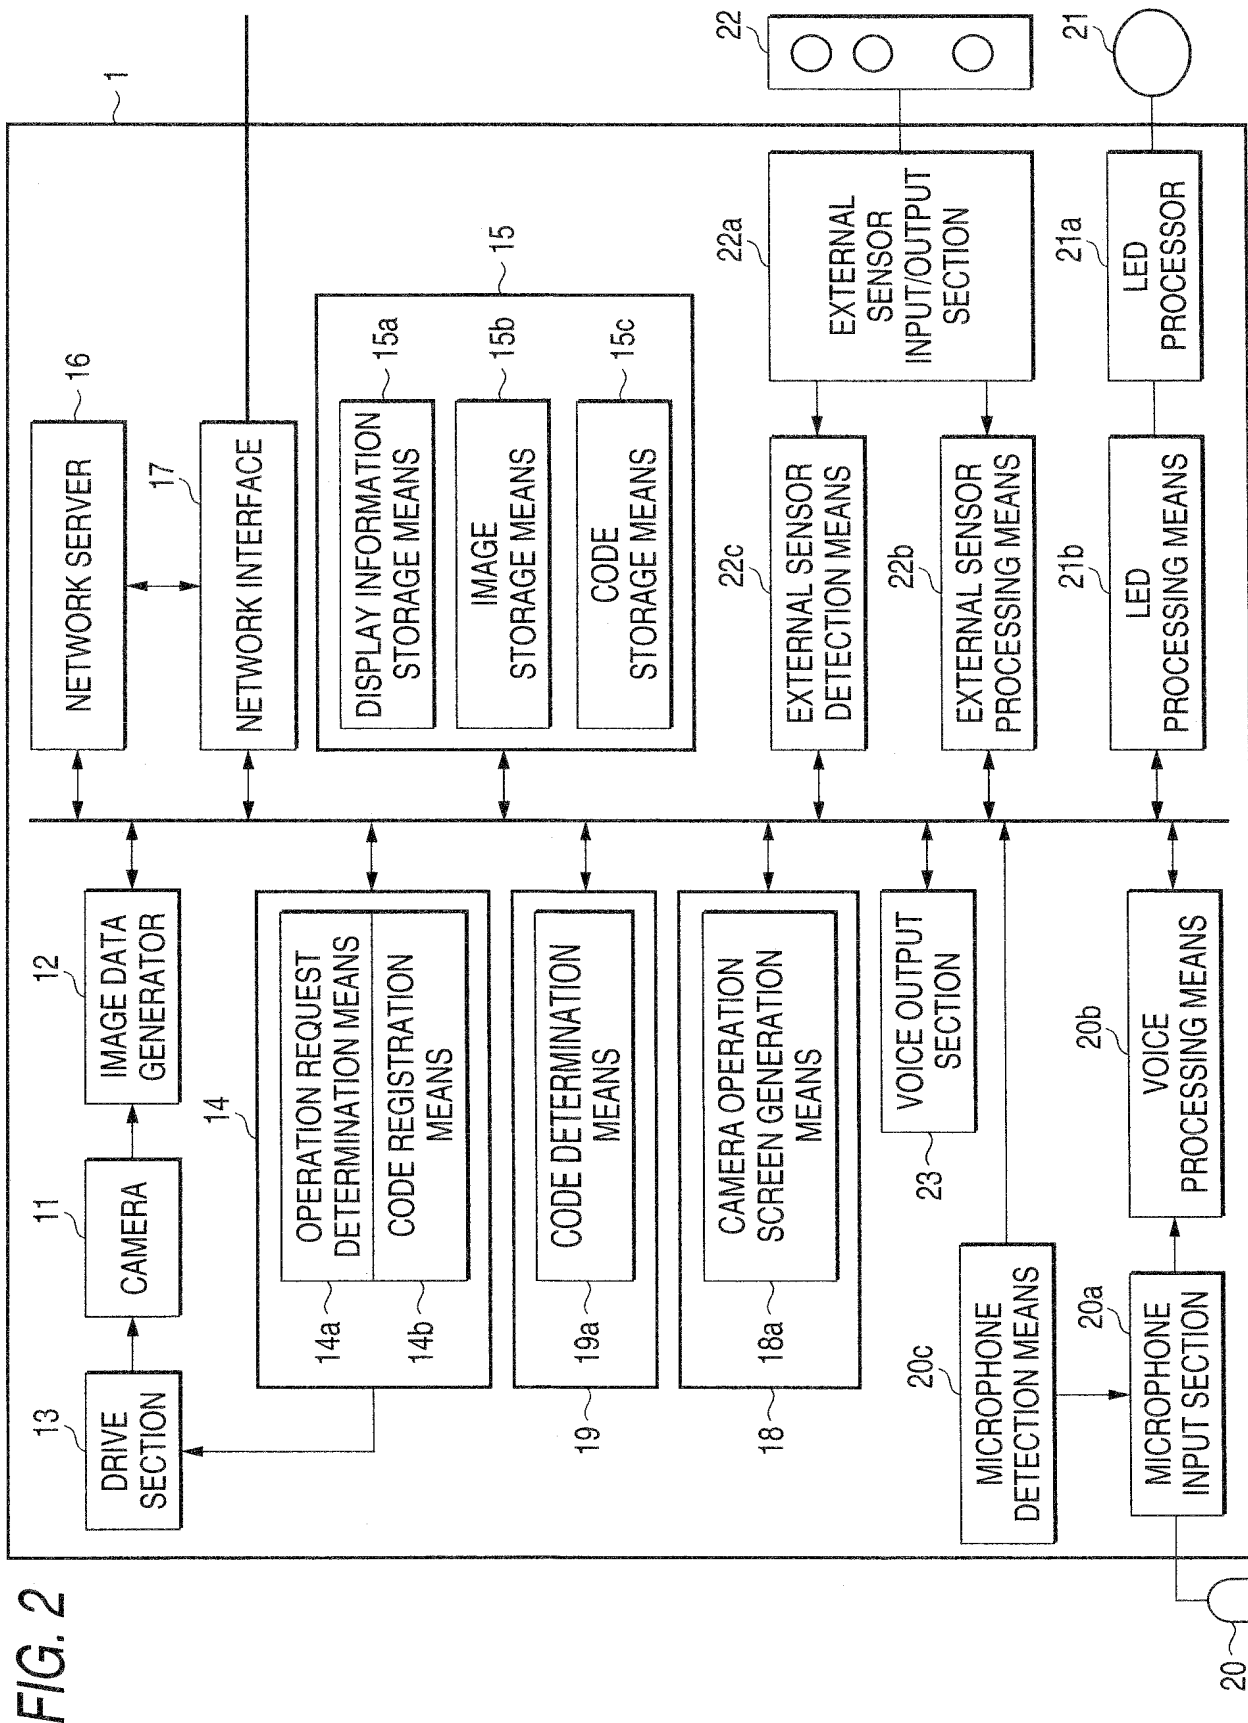 FIG. 2
1
13
DRIVE
SECTION
11
CAMERA
12
IMAGE DATA
GENERATOR
16
NETWORK SERVER
17
NETWORK INTERFACE
14
OPERATION REQUEST
DETERMINATION MEANS
CODE REGISTRATION
MEANS
14a
14b
15
15a
DISPLAY INFORMATION
STORAGE MEANS
15b
IMAGE
STORAGE MEANS
15c
CODE
STORAGE MEANS
19
19a
CODE DETERMINATION
MEANS
18
18a
CAMERA OPERATION
SCREEN GENERATION
MEANS
23
VOICE OUTPUT
SECTION
22
22a
EXTERNAL
SENSOR
INPUT/OUTPUT
SECTION
22c
EXTERNAL SENSOR
DETECTION MEANS
22b
EXTERNAL SENSOR
PROCESSING MEANS
21
21a
LED
PROCESSOR
21b
LED
PROCESSING MEANS
20c
MICROPHONE
DETECTION MEANS
20a
MICROPHONE
INPUT SECTION
20b
VOICE
PROCESSING MEANS
20